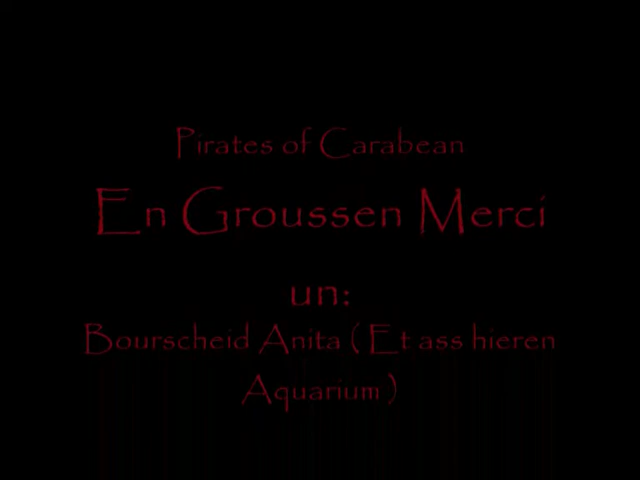 Pirates of Carabean
En Groussen Merci
un:
Bourscheid Anita ( Et ass hieren
Aquarium )